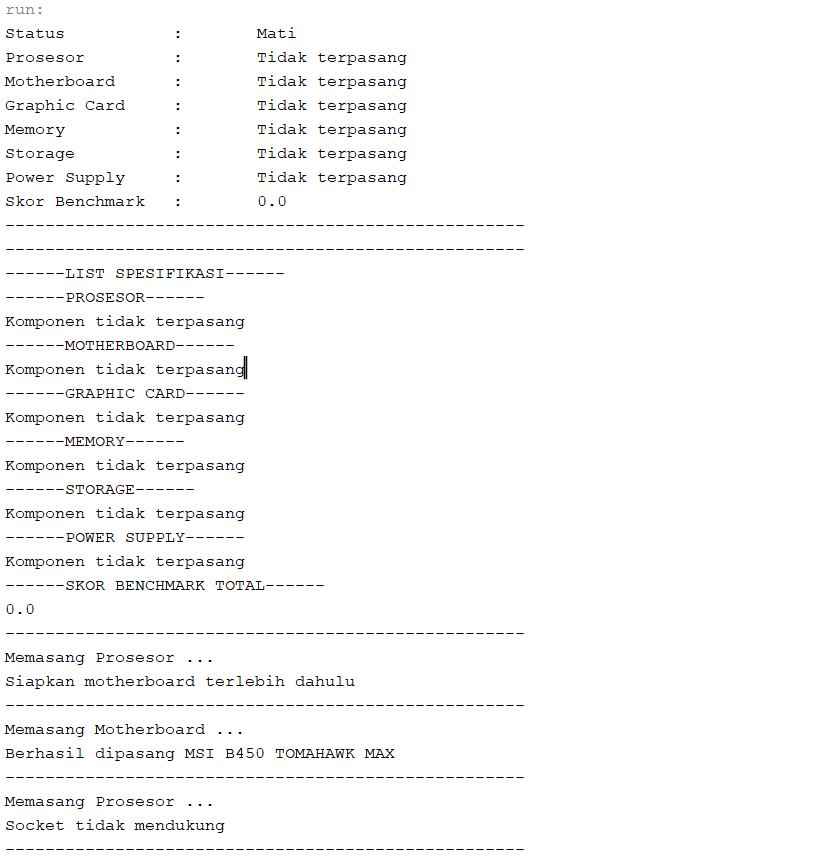 run:
Status : Mati
Prosesor : Tidak terpasang
Motherboard : Tidak terpasang
Graphic Card : Tidak terpasang
Memory : Tidak terpasang
Storage : Tidak terpasang
Power Supply : Tidak terpasang
Skor Benchmark : 0.0
----------------------------------------------------
----------------------------------------------------
------LIST SPESIFIKASI------
------PROSESOR------
Komponen tidak terpasang
------MOTHERBOARD------
Komponen tidak terpasang
------GRAPHIC CARD------
Komponen tidak terpasang
------MEMORY------
Komponen tidak terpasang
------STORAGE------
Komponen tidak terpasang
------POWER SUPPLY------
Komponen tidak terpasang
------SKOR BENCHMARK TOTAL------
0.0
----------------------------------------------------
Memasang Prosesor ...
Siapkan motherboard terlebih dahulu
----------------------------------------------------
Memasang Motherboard ...
Berhasil dipasang MSI B450 TOMAHAWK MAX
----------------------------------------------------
Memasang Prosesor ...
Socket tidak mendukung
----------------------------------------------------